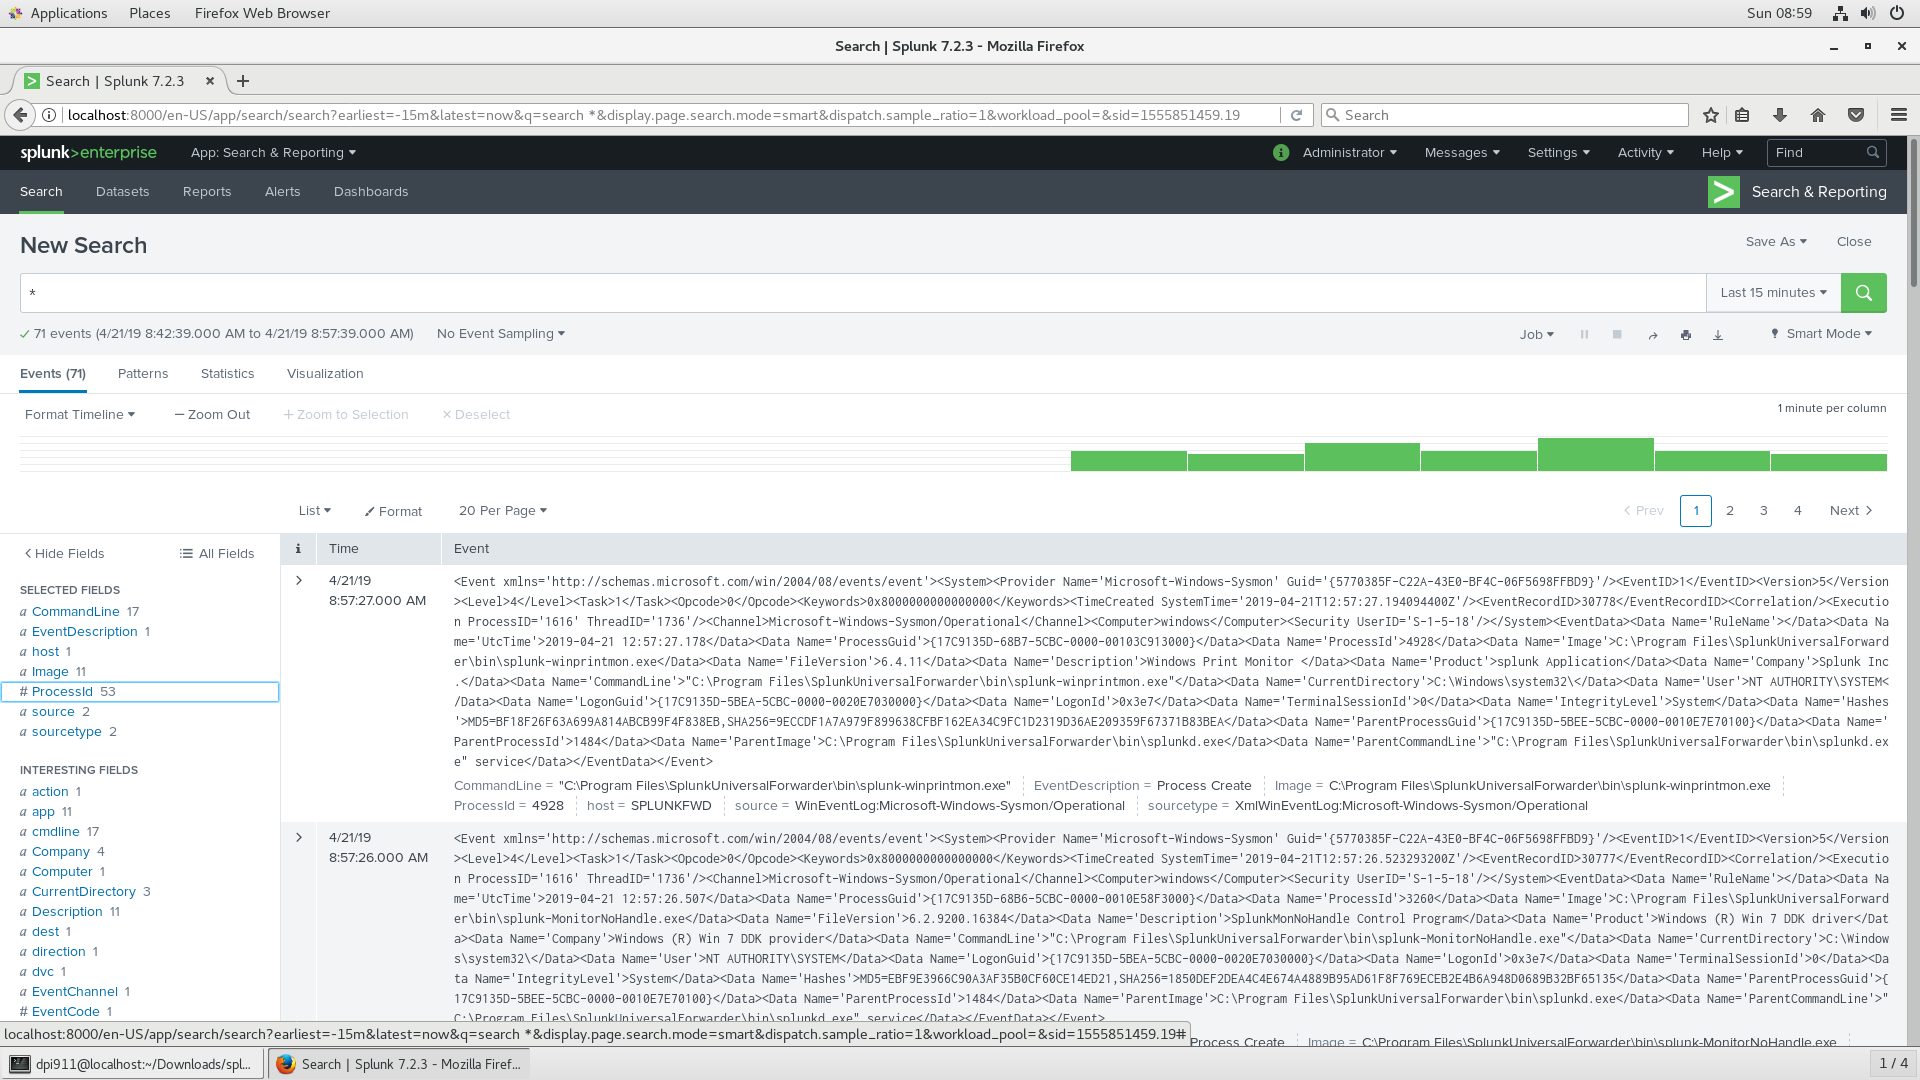 Applications Places Firefox Web Browser Sun 08:59
Search | Splunk 7.2.3 - Mozilla Firefox
Search | Splunk 7.2.3
localhost:8000/en-US/app/search/search?earliest=-15m&latest=now&q=search *&display.page.search.mode=smart&dispatch.sample_ratio=1&workload_pool=&sid=1555851459.19 Search
splunk>enterprise App: Search & Reporting Administrator Messages Settings Activity Help Find
Search Datasets Reports Alerts Dashboards Search & Reporting
New Search Save As Close
* Last 15 minutes
71 events (4/21/19 8:42:39.000 AM to 4/21/19 8:57:39.000 AM) No Event Sampling Job Smart Mode
Events (71) Patterns Statistics Visualization
Format Timeline — Zoom Out + Zoom to Selection × Deselect 1 minute per column
List Format 20 Per Page < Prev 1 2 3 4 Next >
< Hide Fields All Fields
SELECTED FIELDS
a CommandLine 17
a EventDescription 1
a host 1
a Image 11
# ProcessId 53
a source 2
a sourcetype 2
INTERESTING FIELDS
a action 1
a app 11
a cmdline 17
a Company 4
a Computer 1
a CurrentDirectory 3
a Description 11
a dest 1
a direction 1
a dvc 1
a EventChannel 1
# EventCode 1
i Time Event
> 4/21/19
8:57:27.000 AM
<Event xmlns='http://schemas.microsoft.com/win/2004/08/events/event'><System><Provider Name='Microsoft-Windows-Sysmon' Guid='{5770385F-C22A-43E0-BF4C-06F5698FFBD9}'/><EventID>1</EventID><Version>5</Version
><Level>4</Level><Task>1</Task><Opcode>0</Opcode><Keywords>0x8000000000000000</Keywords><TimeCreated SystemTime='2019-04-21T12:57:27.194094400Z'/><EventRecordID>30778</EventRecordID><Correlation/><Executio
n ProcessID='1616' ThreadID='1736'/><Channel>Microsoft-Windows-Sysmon/Operational</Channel><Computer>windows</Computer><Security UserID='S-1-5-18'/></System><EventData><Data Name='RuleName'></Data><Data Na
me='UtcTime'>2019-04-21 12:57:27.178</Data><Data Name='ProcessGuid'>{17C9135D-68B7-5CBC-0000-00103C913000}</Data><Data Name='ProcessId'>4928</Data><Data Name='Image'>C:\Program Files\SplunkUniversalForward
er\bin\splunk-winprintmon.exe</Data><Data Name='FileVersion'>6.4.11</Data><Data Name='Description'>Windows Print Monitor </Data><Data Name='Product'>splunk Application</Data><Data Name='Company'>Splunk Inc
.</Data><Data Name='CommandLine'>"C:\Program Files\SplunkUniversalForwarder\bin\splunk-winprintmon.exe"</Data><Data Name='CurrentDirectory'>C:\Windows\system32\</Data><Data Name='User'>NT AUTHORITY\SYSTEM<
/Data><Data Name='LogonGuid'>{17C9135D-5BEA-5CBC-0000-0020E7030000}</Data><Data Name='LogonId'>0x3e7</Data><Data Name='TerminalSessionId'>0</Data><Data Name='IntegrityLevel'>System</Data><Data Name='Hashes
'>MD5=BF18F26F63A699A814ABCB99F4F838EB,SHA256=9ECCDF1A7A979F899638CFBF162EA34C9FC1D2319D36AE209359F67371B83BEA</Data><Data Name='ParentProcessGuid'>{17C9135D-5BEE-5CBC-0000-0010E7E70100}</Data><Data Name='
ParentProcessId'>1484</Data><Data Name='ParentImage'>C:\Program Files\SplunkUniversalForwarder\bin\splunkd.exe</Data><Data Name='ParentCommandLine'>"C:\Program Files\SplunkUniversalForwarder\bin\splunkd.ex
e" service</Data></EventData></Event>
CommandLine = "C:\Program Files\SplunkUniversalForwarder\bin\splunk-winprintmon.exe" EventDescription = Process Create Image = C:\Program Files\SplunkUniversalForwarder\bin\splunk-winprintmon.exe
ProcessId = 4928 host = SPLUNKFWD source = WinEventLog:Microsoft-Windows-Sysmon/Operational sourcetype = XmlWinEventLog:Microsoft-Windows-Sysmon/Operational
> 4/21/19
8:57:26.000 AM
<Event xmlns='http://schemas.microsoft.com/win/2004/08/events/event'><System><Provider Name='Microsoft-Windows-Sysmon' Guid='{5770385F-C22A-43E0-BF4C-06F5698FFBD9}'/><EventID>1</EventID><Version>5</Version
><Level>4</Level><Task>1</Task><Opcode>0</Opcode><Keywords>0x8000000000000000</Keywords><TimeCreated SystemTime='2019-04-21T12:57:26.523293200Z'/><EventRecordID>30777</EventRecordID><Correlation/><Executio
n ProcessID='1616' ThreadID='1736'/><Channel>Microsoft-Windows-Sysmon/Operational</Channel><Computer>windows</Computer><Security UserID='S-1-5-18'/></System><EventData><Data Name='RuleName'></Data><Data Na
me='UtcTime'>2019-04-21 12:57:26.507</Data><Data Name='ProcessGuid'>{17C9135D-68B6-5CBC-0000-0010E58F3000}</Data><Data Name='ProcessId'>3260</Data><Data Name='Image'>C:\Program Files\SplunkUniversalForward
er\bin\splunk-MonitorNoHandle.exe</Data><Data Name='FileVersion'>6.2.9200.16384</Data><Data Name='Description'>SplunkMonNoHandle Control Program</Data><Data Name='Product'>Windows (R) Win 7 DDK driver</Dat
a><Data Name='Company'>Windows (R) Win 7 DDK provider</Data><Data Name='CommandLine'>"C:\Program Files\SplunkUniversalForwarder\bin\splunk-MonitorNoHandle.exe"</Data><Data Name='CurrentDirectory'>C:\Window
s\system32\</Data><Data Name='User'>NT AUTHORITY\SYSTEM</Data><Data Name='LogonGuid'>{17C9135D-5BEA-5CBC-0000-0020E7030000}</Data><Data Name='LogonId'>0x3e7</Data><Data Name='TerminalSessionId'>0</Data><Da
ta Name='IntegrityLevel'>System</Data><Data Name='Hashes'>MD5=EBF9E3966C90A3AF35B0CF60CE14ED21,SHA256=1850DEF2DEA4C4E674A4889B95AD61F8F769ECEB2E4B6A948D0689B32BF65135</Data><Data Name='ParentProcessGuid'>{
17C9135D-5BEE-5CBC-0000-0010E7E70100}</Data><Data Name='ParentProcessId'>1484</Data><Data Name='ParentImage'>C:\Program Files\SplunkUniversalForwarder\bin\splunkd.exe</Data><Data Name='ParentCommandLine'>"
C:\Program Files\SplunkUniversalForwarder\bin\splunkd.exe" service</Data></EventData></Event>
Process Create Image = C:\Program Files\SplunkUniversalForwarder\bin\splunk-MonitorNoHandle.exe
localhost:8000/en-US/app/search/search?earliest=-15m&latest=now&q=search *&display.page.search.mode=smart&dispatch.sample_ratio=1&workload_pool=&sid=1555851459.19#
dpi911@localhost:~/Downloads/spl... Search | Splunk 7.2.3 - Mozilla Firef... 1 / 4